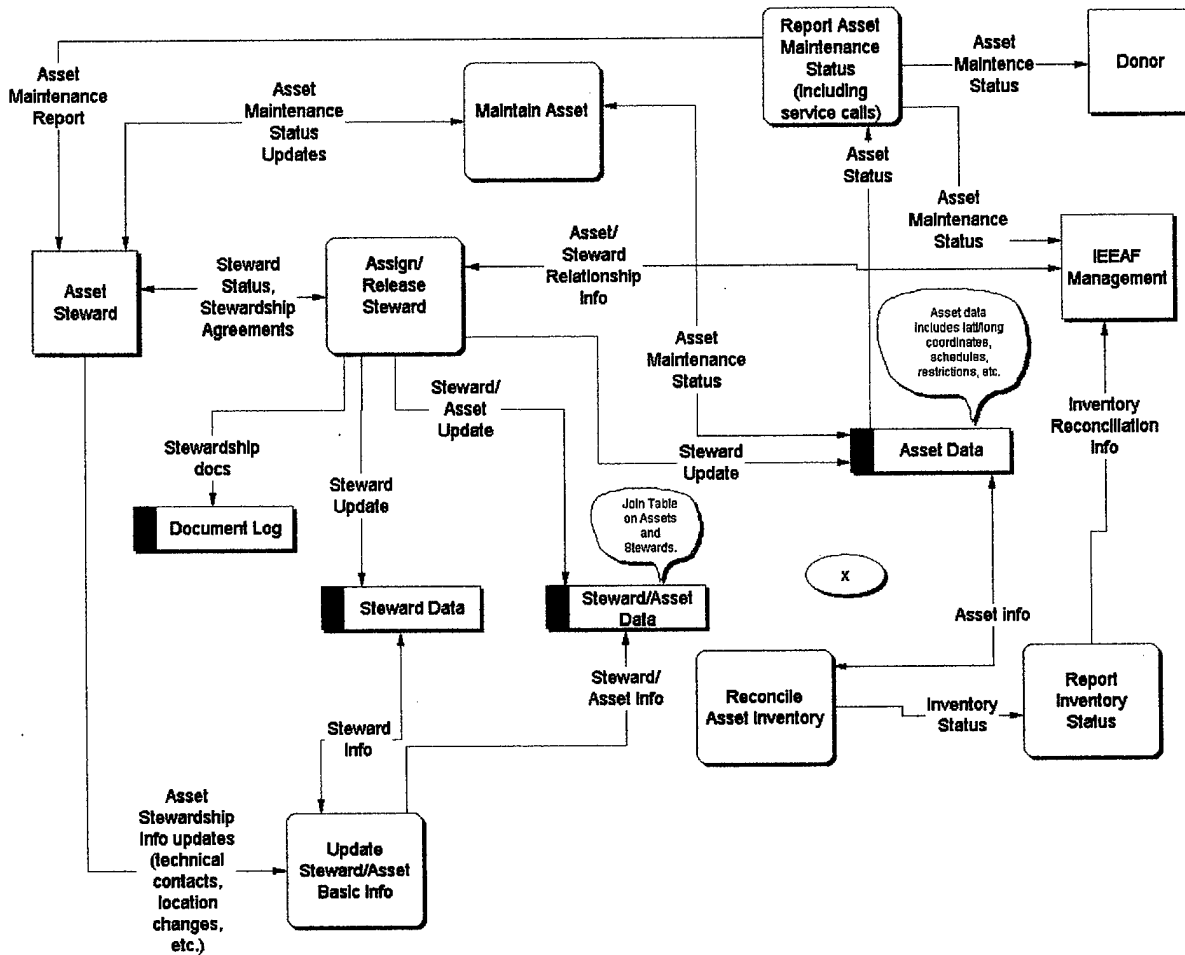 Report Asset
Maintenance
Status
(Including
service calls)
Asset
Maintence
Status
Donor
Asset
Maintenance
Report
Asset
Maintenance
Status
Updates
Maintain Asset
Asset
Status
Asset
Maintenance
Status
Asset
Steward
Steward
Status,
Stewardship
Agreements
Assign/
Release
Steward
Asset/
Steward
Relationship
Info
IEEAF
Management
Asset data
includes lat/long
coordinates,
schedules,
restrictions, etc.
Asset
Maintenance
Status
Steward/
Asset
Update
Stewardship
docs
Steward
Update
Steward
Update
Asset Data
Inventory
Reconciliation
Info
Document Log
Join Table
on Assets
and
Stewards.
X
Steward Data
Steward/Asset
Data
Asset info
Steward/
Asset Info
Reconcile
Asset Inventory
Inventory
Status
Report
Inventory
Status
Steward
Info
Asset
Stewardship
Info updates
(technical
contacts,
location
changes,
etc.)
Update
Steward/Asset
Basic Info